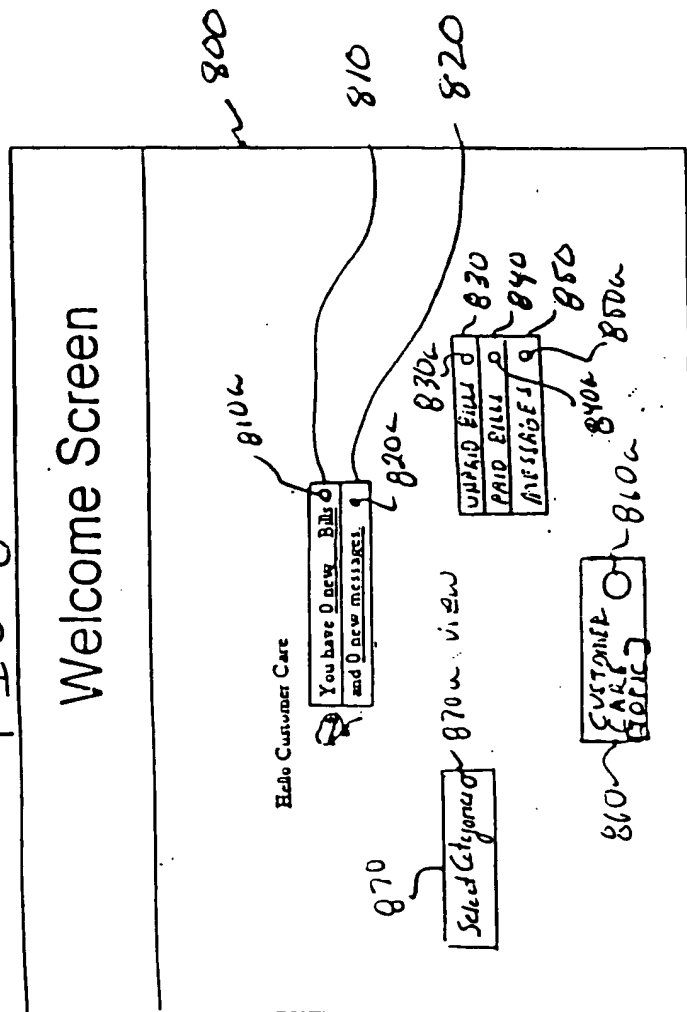 Welcome Screen
800
810
820
Hello Customer Care
You have 0 new Bills
810a
and 0 new messages.
820a
870
Select Categories
870a view
830a
UNPAID BILLS
830
PAID BILLS
840
MESSAGES
850
840a
850a
860
CUSTOMER
CARE
TOPIC
860a